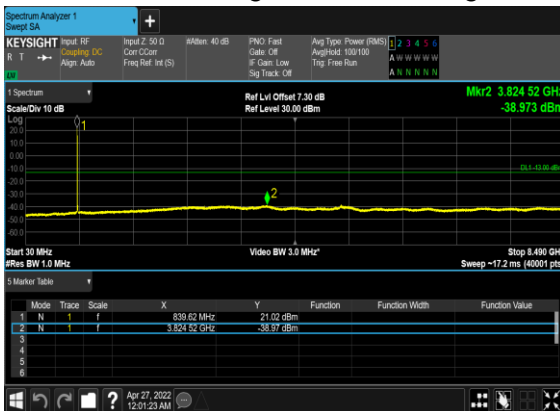 Spectrum Analyzer 1
Swept SA
KEYSIGHT Input: RF Input Z: 50 Ω #Atten: 40 dB PNO: Fast Avg Type: Power (RMS) 1 2 3 4 5 6
R T Coupling: DC Corr CCorr Gate: Off Avg|Hold: 100/100 A W W W W W
Align: Auto Freq Ref: Int (S) IF Gain: Low Trig: Free Run
Sig Track: Off A N N N N N
LV
1 Spectrum Ref Lvl Offset 7.30 dB Mkr2 3.824 52 GHz
Scale/Div 10 dB Ref Level 30.00 dBm -38.973 dBm
Log
20.0 1
10.0
0.00
-10.0 DL1 -13.00 dBm
-20.0
-30.0 2
-40.0
-50.0
-60.0
Start 30 MHz Video BW 3.0 MHz* Stop 8.490 GHz
#Res BW 1.0 MHz Sweep ~17.2 ms (40001 pts)
5 Marker Table
Mode Trace Scale X Y Function Function Width Function Value
1 N 1 f 839.62 MHz 21.02 dBm
2 N 1 f 3.824 52 GHz -38.97 dBm
3
4
5
6
? Apr 27, 2022
12:01:23 AM